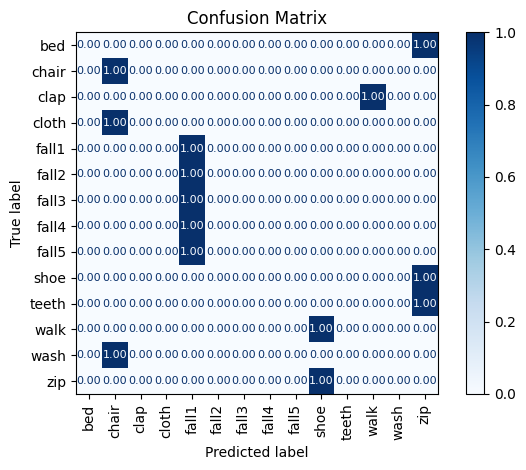 Confusion Matrix
True label
bed 0.00 0.00 0.00 0.00 0.00 0.00 0.00 0.00 0.00 0.00 0.00 0.00 0.00 1.00
chair 0.00 1.00 0.00 0.00 0.00 0.00 0.00 0.00 0.00 0.00 0.00 0.00 0.00 0.00
clap 0.00 0.00 0.00 0.00 0.00 0.00 0.00 0.00 0.00 0.00 0.00 1.00 0.00 0.00
cloth 0.00 1.00 0.00 0.00 0.00 0.00 0.00 0.00 0.00 0.00 0.00 0.00 0.00 0.00
fall1 0.00 0.00 0.00 0.00 1.00 0.00 0.00 0.00 0.00 0.00 0.00 0.00 0.00 0.00
fall2 0.00 0.00 0.00 0.00 1.00 0.00 0.00 0.00 0.00 0.00 0.00 0.00 0.00 0.00
fall3 0.00 0.00 0.00 0.00 1.00 0.00 0.00 0.00 0.00 0.00 0.00 0.00 0.00 0.00
fall4 0.00 0.00 0.00 0.00 1.00 0.00 0.00 0.00 0.00 0.00 0.00 0.00 0.00 0.00
fall5 0.00 0.00 0.00 0.00 1.00 0.00 0.00 0.00 0.00 0.00 0.00 0.00 0.00 0.00
shoe 0.00 0.00 0.00 0.00 0.00 0.00 0.00 0.00 0.00 0.00 0.00 0.00 0.00 1.00
teeth 0.00 0.00 0.00 0.00 0.00 0.00 0.00 0.00 0.00 0.00 0.00 0.00 0.00 1.00
walk 0.00 0.00 0.00 0.00 0.00 0.00 0.00 0.00 0.00 1.00 0.00 0.00 0.00 0.00
wash 0.00 1.00 0.00 0.00 0.00 0.00 0.00 0.00 0.00 0.00 0.00 0.00 0.00 0.00
zip 0.00 0.00 0.00 0.00 0.00 0.00 0.00 0.00 0.00 1.00 0.00 0.00 0.00 0.00
bed chair clap cloth fall1 fall2 fall3 fall4 fall5 shoe teeth walk wash zip
Predicted label
1.0
0.8
0.6
0.4
0.2
0.0